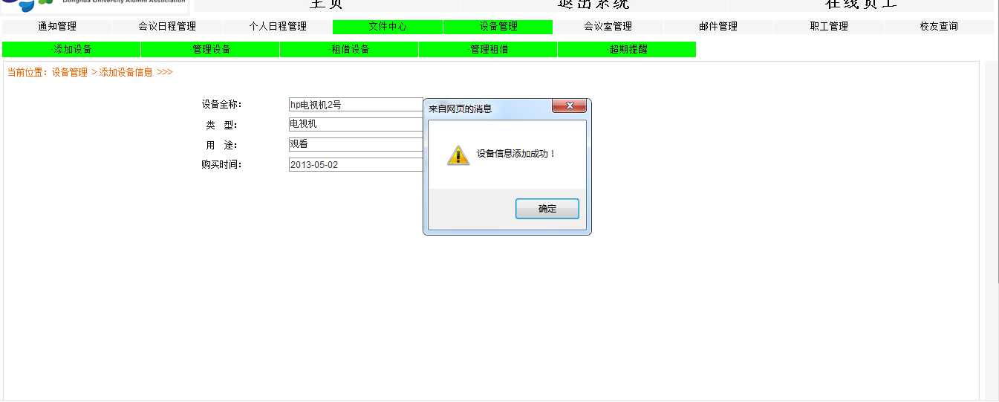 Donghua University Alumni Association
主页 退出系统 在线员工
通知管理 会议日程管理 个人日程管理 文件中心 设备管理 会议室管理 邮件管理 职工管理 校友查询
·添加设备 ·管理设备 ·租借设备 ·管理租借 ·超期提醒
当前位置：设备管理 > 添加设备信息 >>>
设备全称： hp电视机2号
类 型： 电视机
用 途： 观看
购买时间： 2013-05-02
来自网页的消息
设备信息添加成功！
确定